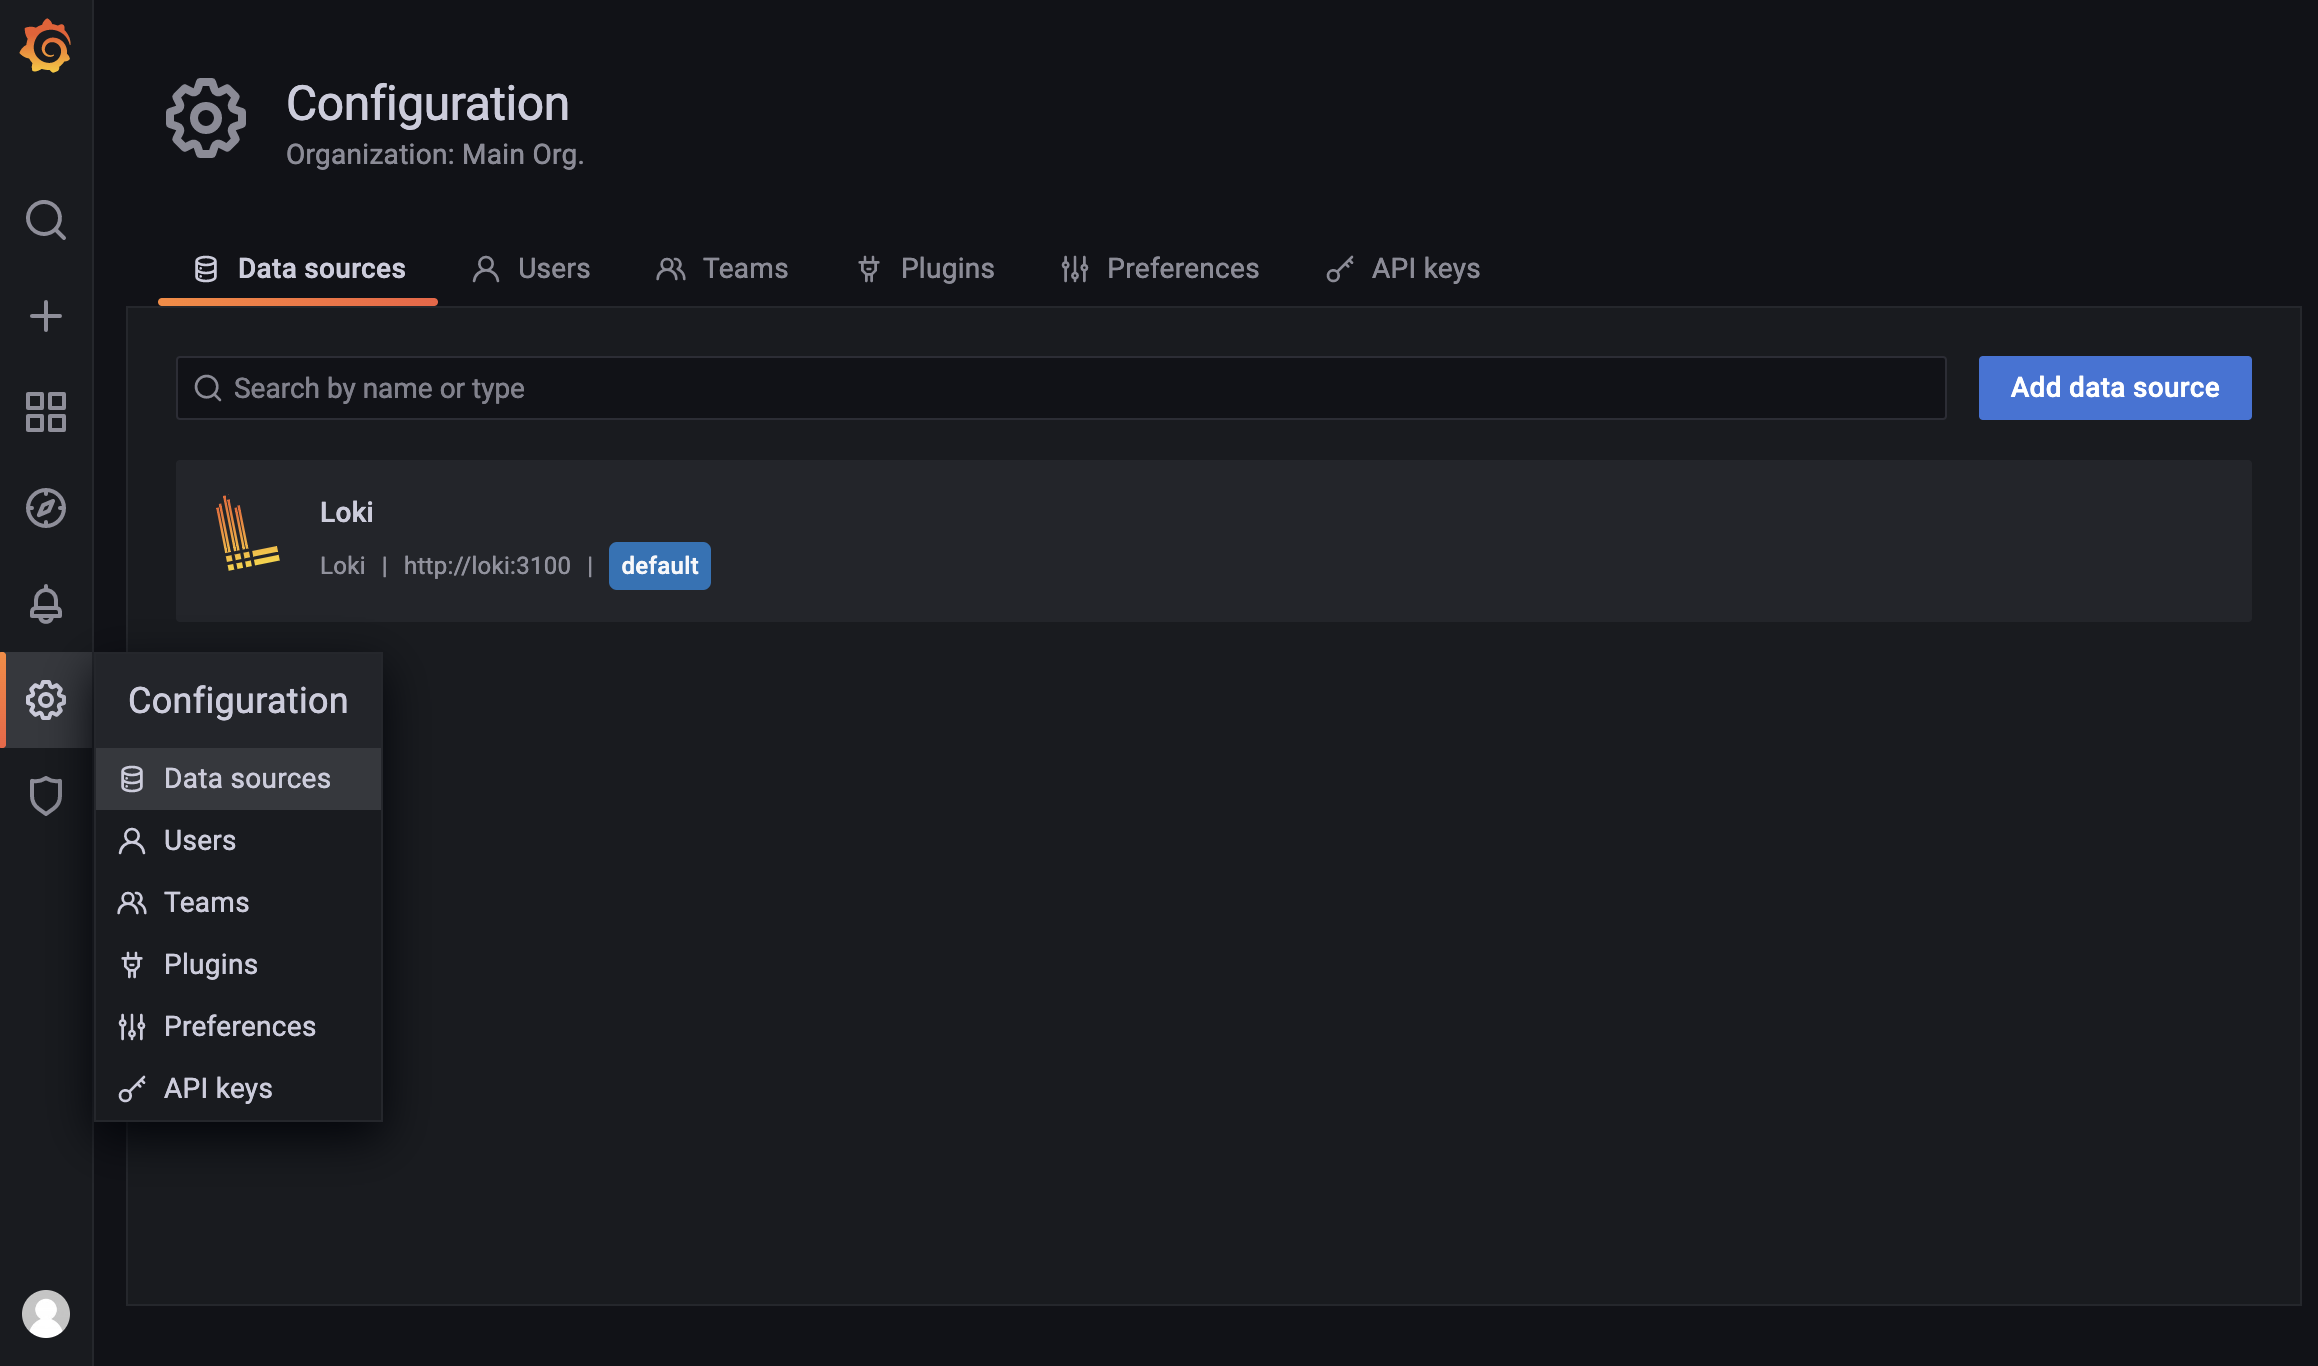 Configuration
Organization: Main Org.
Data sources Users Teams Plugins Preferences API keys
Search by name or type Add data source
Loki
Loki | http://loki:3100 | default
Configuration
Data sources
Users
Teams
Plugins
Preferences
API keys